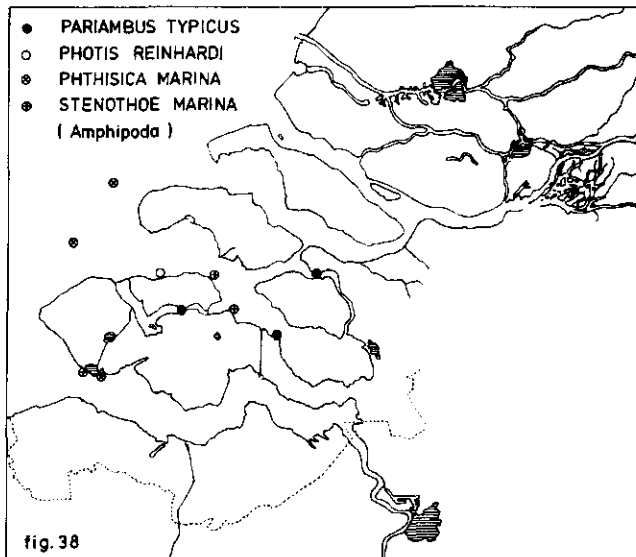 PARIAMBUS TYPICUS
PHOTIS REINHARDI
PHTHISICA MARINA
STENOTHOE MARINA
( Amphipoda )
fig. 38